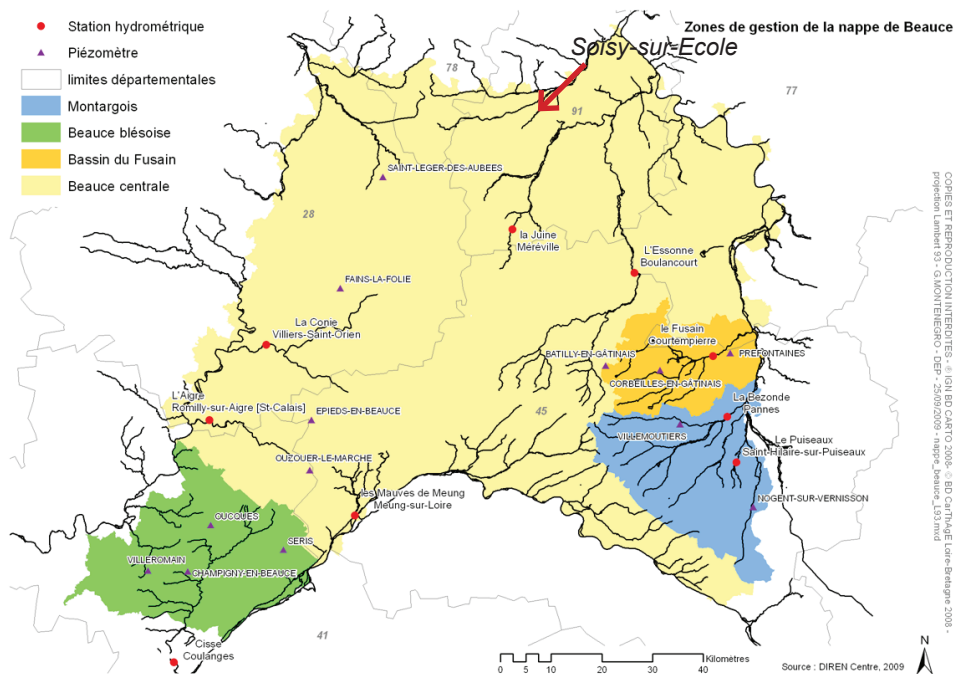 Station hydrométrique
Piézomètre
limites départementales
Montargois
Beauce blésoise
Bassin du Fusain
Beauce centrale
Zones de gestion de la nappe de Beauce
Spisy-sur-Ecole
78
77
91
SAINT-LEGER-DES-AUBEES
28
la Juine
Méréville
L'Essonne
Boulancourt
FAINS-LA-FOLIE
La Conie
Villiers-Saint-Orien
le Fusain
Courtempierre
BATILLY-EN-GÂTINAIS
PREFONTAINES
CORBEILLES-EN-GÂTINAIS
L'Aigre
Romilly-sur-Aigre [St-Calais]
EPIEDS-EN-BEAUCE
45
La Bezonde
Pannes
VILLEMOUTIERS
Le Puiseaux
Saint-Hilaire-sur-Puiseaux
OUZOUER-LE-MARCHE
les Mauves de Meung
Meung-sur-Loire
NOGENT-SUR-VERNISSON
OUCQUES
SERIS
VILLEROMAIN
CHAMPIGNY-EN-BEAUCE
41
Cisse
Coulanges
0 5 10 20 30 40
Kilomètres
Source : DIREN Centre, 2009
N
COPIES ET REPRODUCTION INTERDITES - © IGN BD CARTO 2008- © BD CarThAgE Loire-Bretagne 2008 -
projection Lambert 93 - G.MONTENEGRO - DEP - 25/09/2009 - nappe_de_beauce_L93.mxd